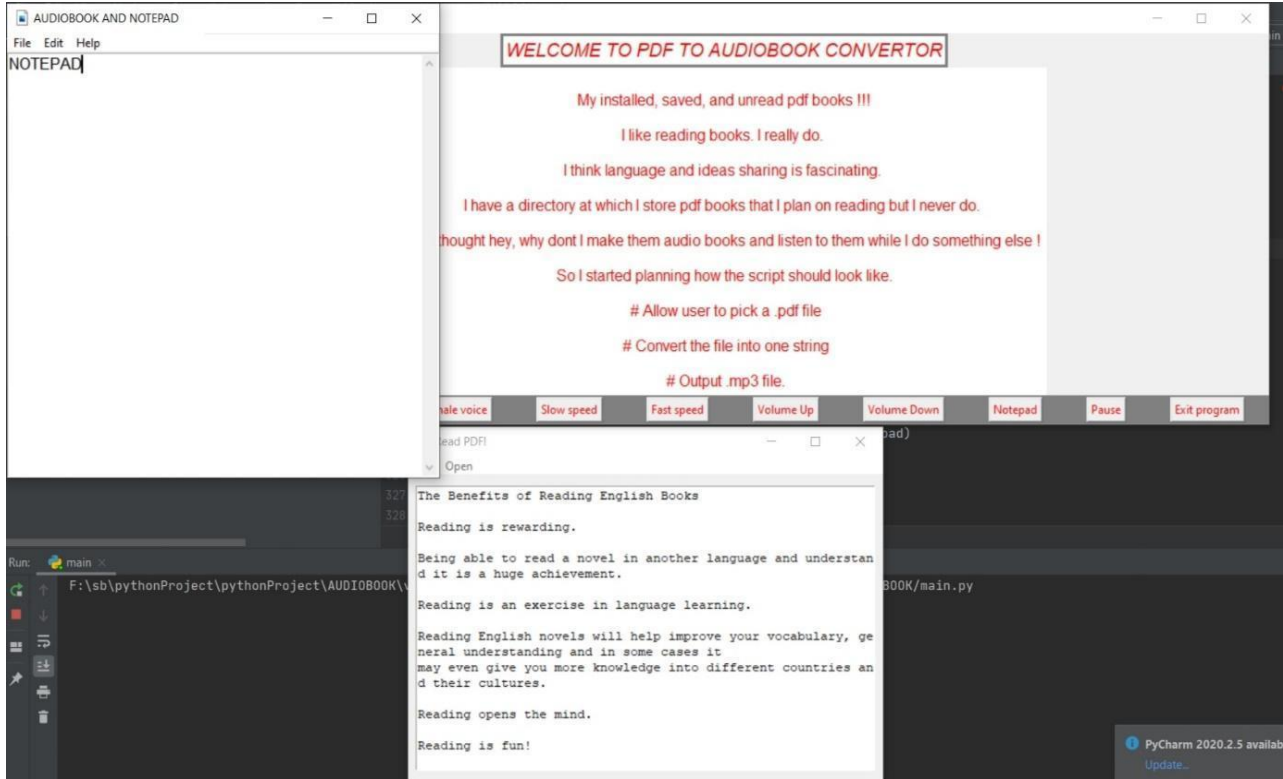 AUDIOBOOK AND NOTEPAD
File Edit Help
NOTEPAD
WELCOME TO PDF TO AUDIOBOOK CONVERTOR
My installed, saved, and unread pdf books !!!
I like reading books. I really do.
I think language and ideas sharing is fascinating.
I have a directory at which I store pdf books that I plan on reading but I never do.
thought hey, why dont I make them audio books and listen to them while I do something else !
So I started planning how the script should look like.
# Allow user to pick a .pdf file
# Convert the file into one string
# Output .mp3 file.
voice Slow speed Fast speed Volume Up Volume Down Notepad Pause Exit program
PDF!
Open
The Benefits of Reading English Books
Reading is rewarding.
Being able to read a novel in another language and understan
d it is a huge achievement.
Reading is an exercise in language learning.
Reading English novels will help improve your vocabulary, ge
neral understanding and in some cases it
may even give you more knowledge into different countries an
d their cultures.
Reading opens the mind.
Reading is fun!
327
328
Run: main
F:\sb\pythonProject\pythonProject\AUDIOBOOK\
BOOK/main.py
PyCharm 2020.2.5 availab
Update...